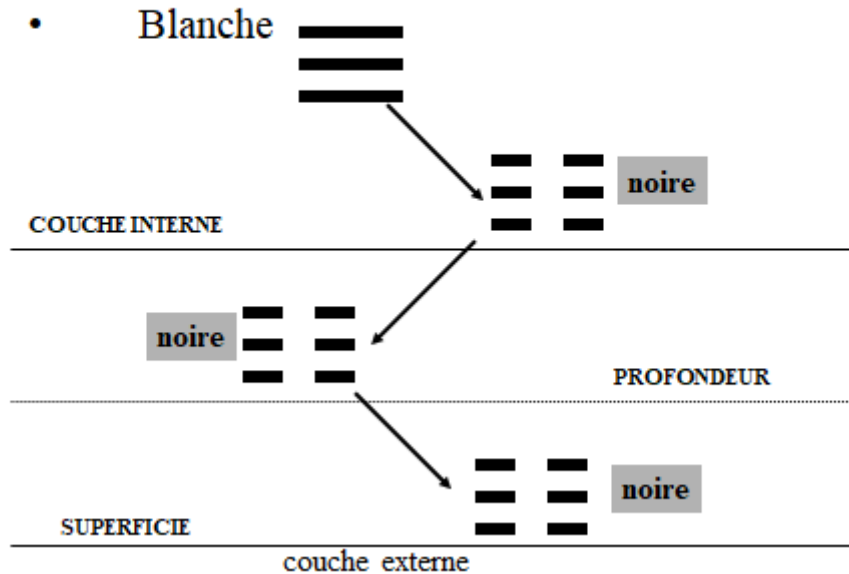 • Blanche
noire
COUCHE INTERNE
noire
PROFONDEUR
noire
SUPERFICIE
couche externe